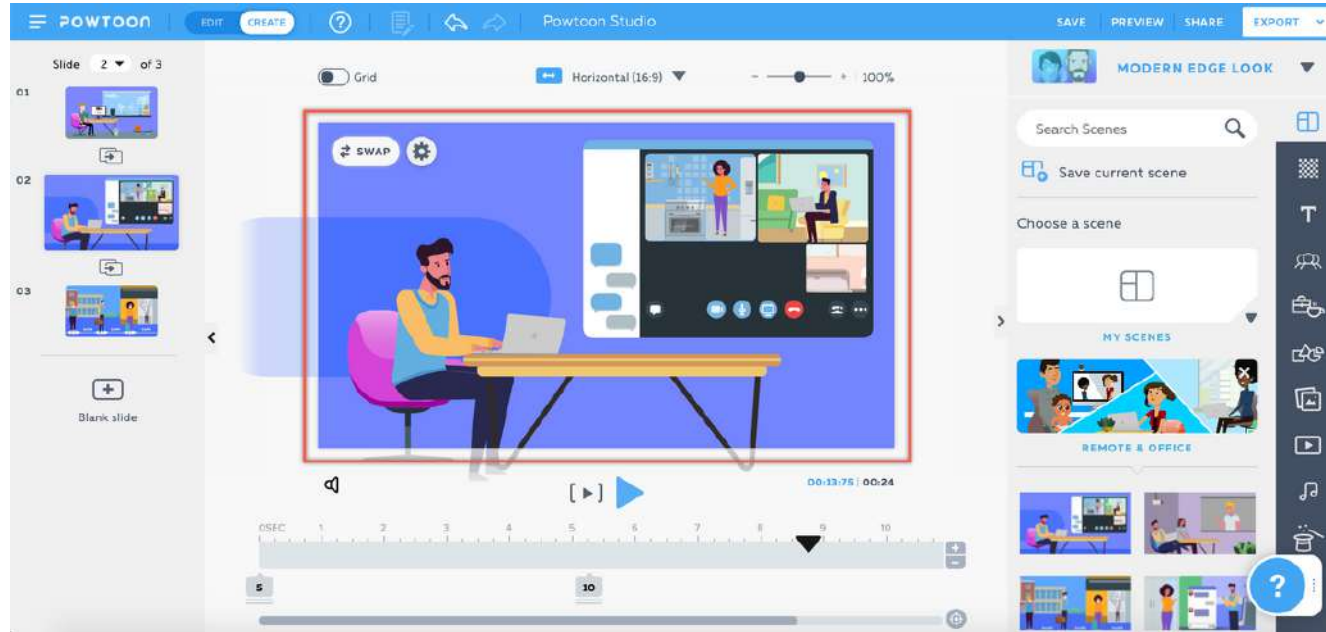 POWTOON
EDIT CREATE
?
Powtoon Studio
SAVE PREVIEW SHARE EXPORT
Slide 2 of 3
Grid
Horizontal (16:9)
- + 100%
MODERN EDGE LOOK
01
02
03
Blank slide
SWAP
Search Scenes
Save current scene
Choose a scene
MY SCENES
REMOTE & OFFICE
T
00:13:75 | 00:24
0SEC 1 2 3 4 5 6 7 8 9 10
+
-
5 10
?